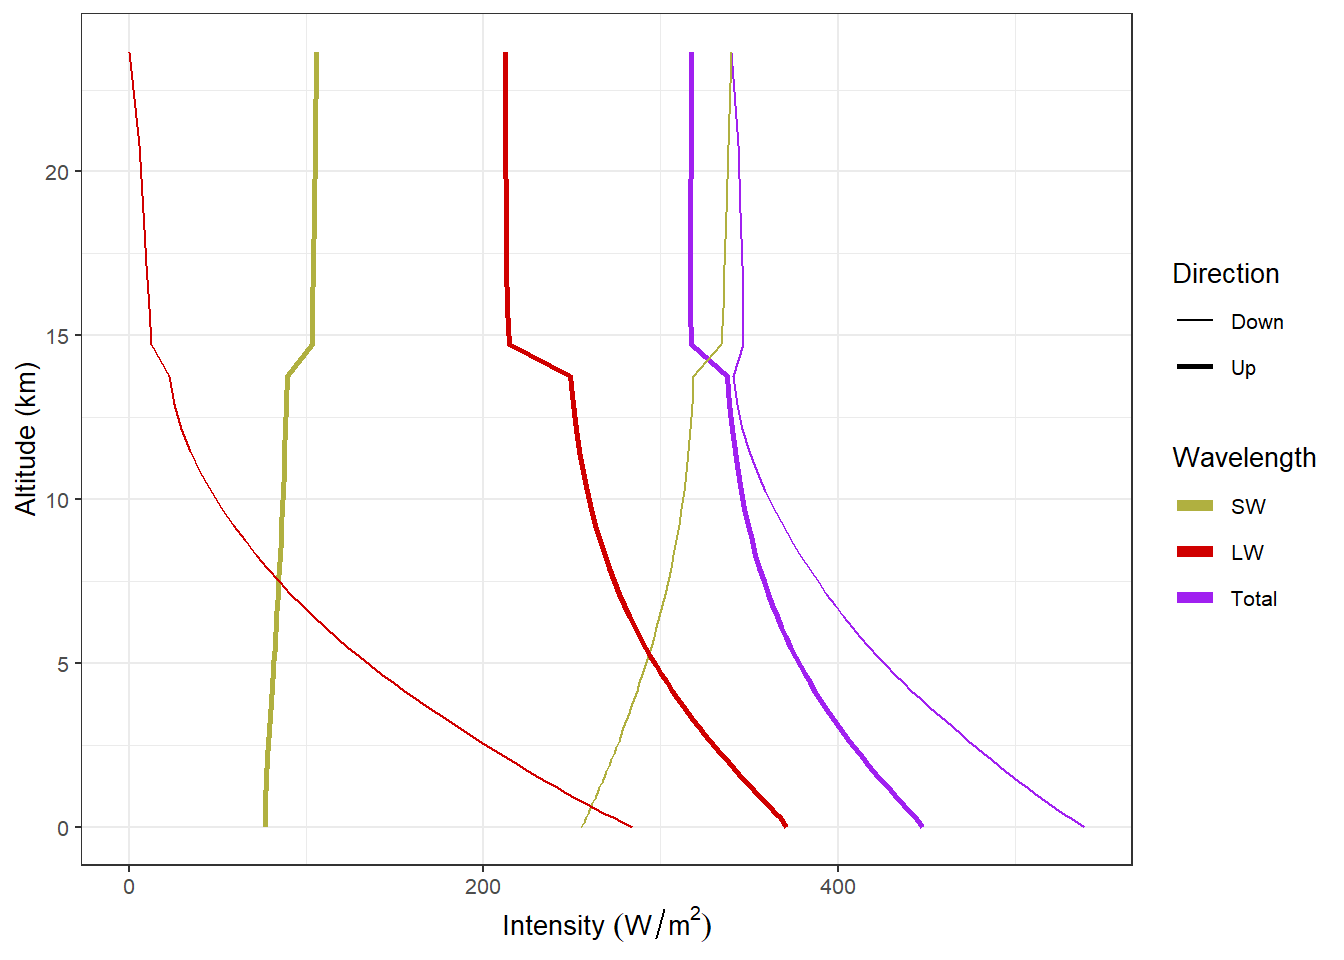 20
15
10
5
0
0
200
400
Altitude (km)
Intensity (W/m²)
Direction
Down
Up
Wavelength
SW
LW
Total